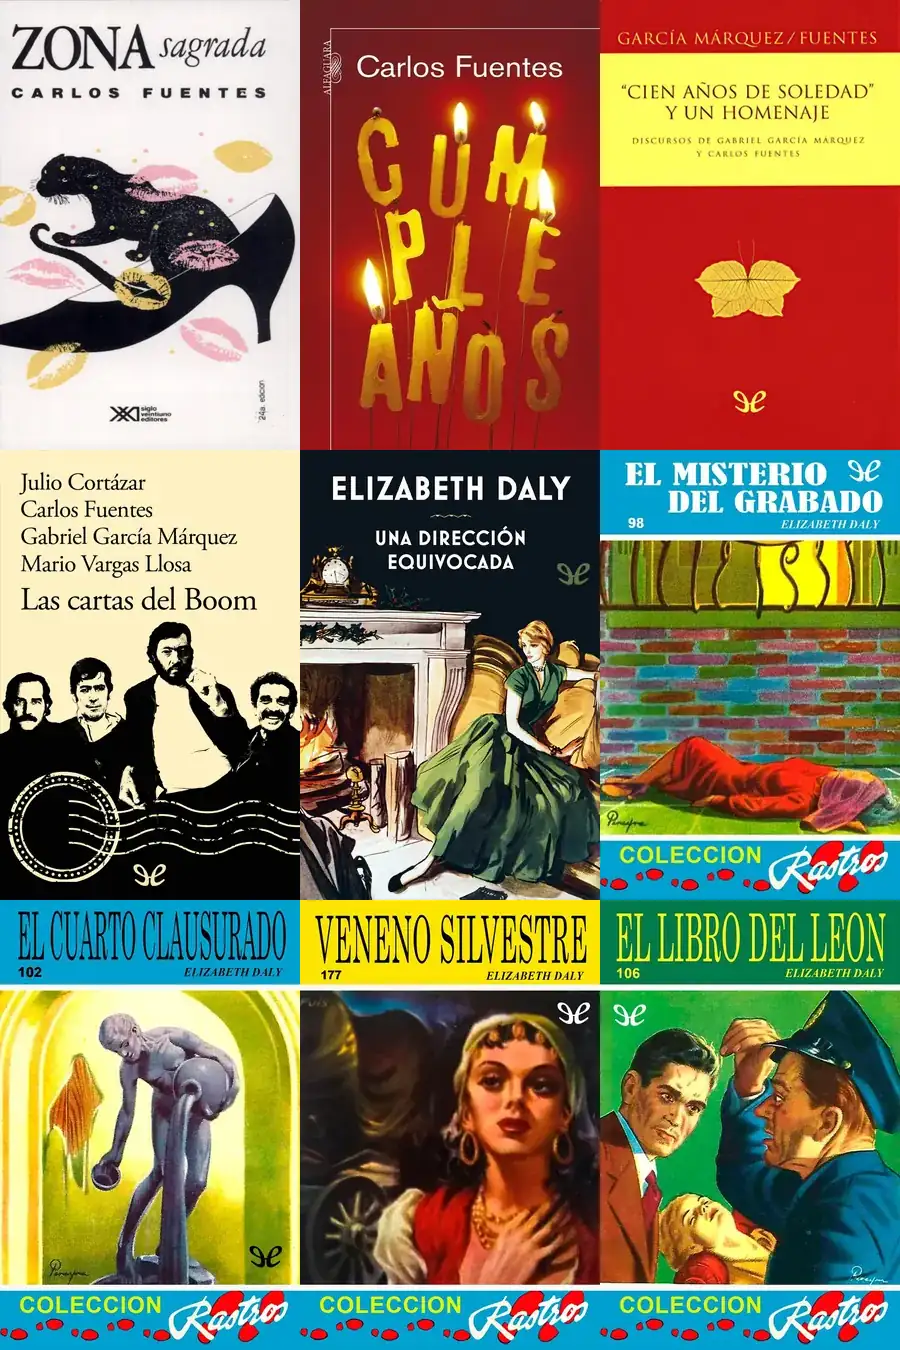 ZONA sagrada
CARLOS FUENTES
siglo
veintiuno
editores
24a. edición
ALFAGUARA
Carlos Fuentes
CUM
PLE
AÑOS
GARCÍA MÁRQUEZ/FUENTES
“CIEN AÑOS DE SOLEDAD”
Y UN HOMENAJE
DISCURSOS DE GABRIEL GARCÍA MÁRQUEZ
Y CARLOS FUENTES
Julio Cortázar
Carlos Fuentes
Gabriel García Márquez
Mario Vargas Llosa
Las cartas del Boom
ELIZABETH DALY
UNA DIRECCIÓN
EQUIVOCADA
EL MISTERIO
DEL GRABADO
98 ELIZABETH DALY
Pereyra
COLECCION Rastros
EL CUARTO CLAUSURADO
102 ELIZABETH DALY
Pereyra
COLECCION Rastros
VENENO SILVESTRE
177 ELIZABETH DALY
COLECCION Rastros
EL LIBRO DEL LEON
106 ELIZABETH DALY
Pereyra
COLECCION Rastros